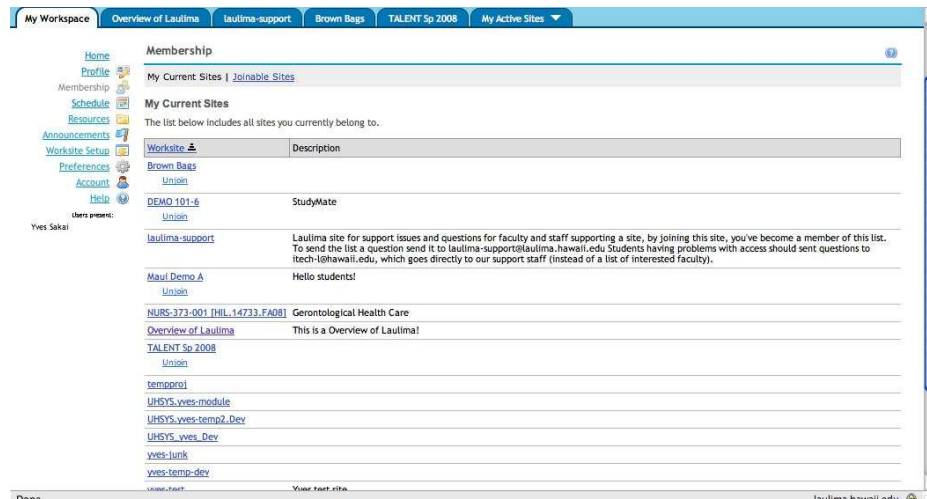 My Workspace
Overview of Laulima
laulima-support
Brown Bags
TALENT Sp 2008
My Active Sites
Home
Profile
Membership
Schedule
Resources
Announcements
Worksite Setup
Preferences
Account
Help
Users present:
Yves Sakai
Membership
My Current Sites | Joinable Sites
My Current Sites
The list below includes all sites you currently belong to.
Worksite Description
Brown Bags
Unjoin
DEMO 101-6 StudyMate
Unjoin
laulima-support Laulima site for support issues and questions for faculty and staff supporting a site, by joining this site, you've become a member of this list.
To send the list a question send it to laulima-support@laulima.hawaii.edu Students having problems with access should sent questions to
itech-l@hawaii.edu, which goes directly to our support staff (instead of a list of interested faculty).
Maui Demo A Hello students!
Unjoin
NURS-373-001 [HIL.14733.FA08] Gerontological Health Care
Overview of Laulima This is a Overview of Laulima!
TALENT Sp 2008
Unjoin
tempproj
UHSYS.yves-module
UHSYS.yves-temp2.Dev
UHSYS_yves_Dev
yves-junk
yves-temp-dev
yves-test Yves test site
Done laulima.hawaii.edu